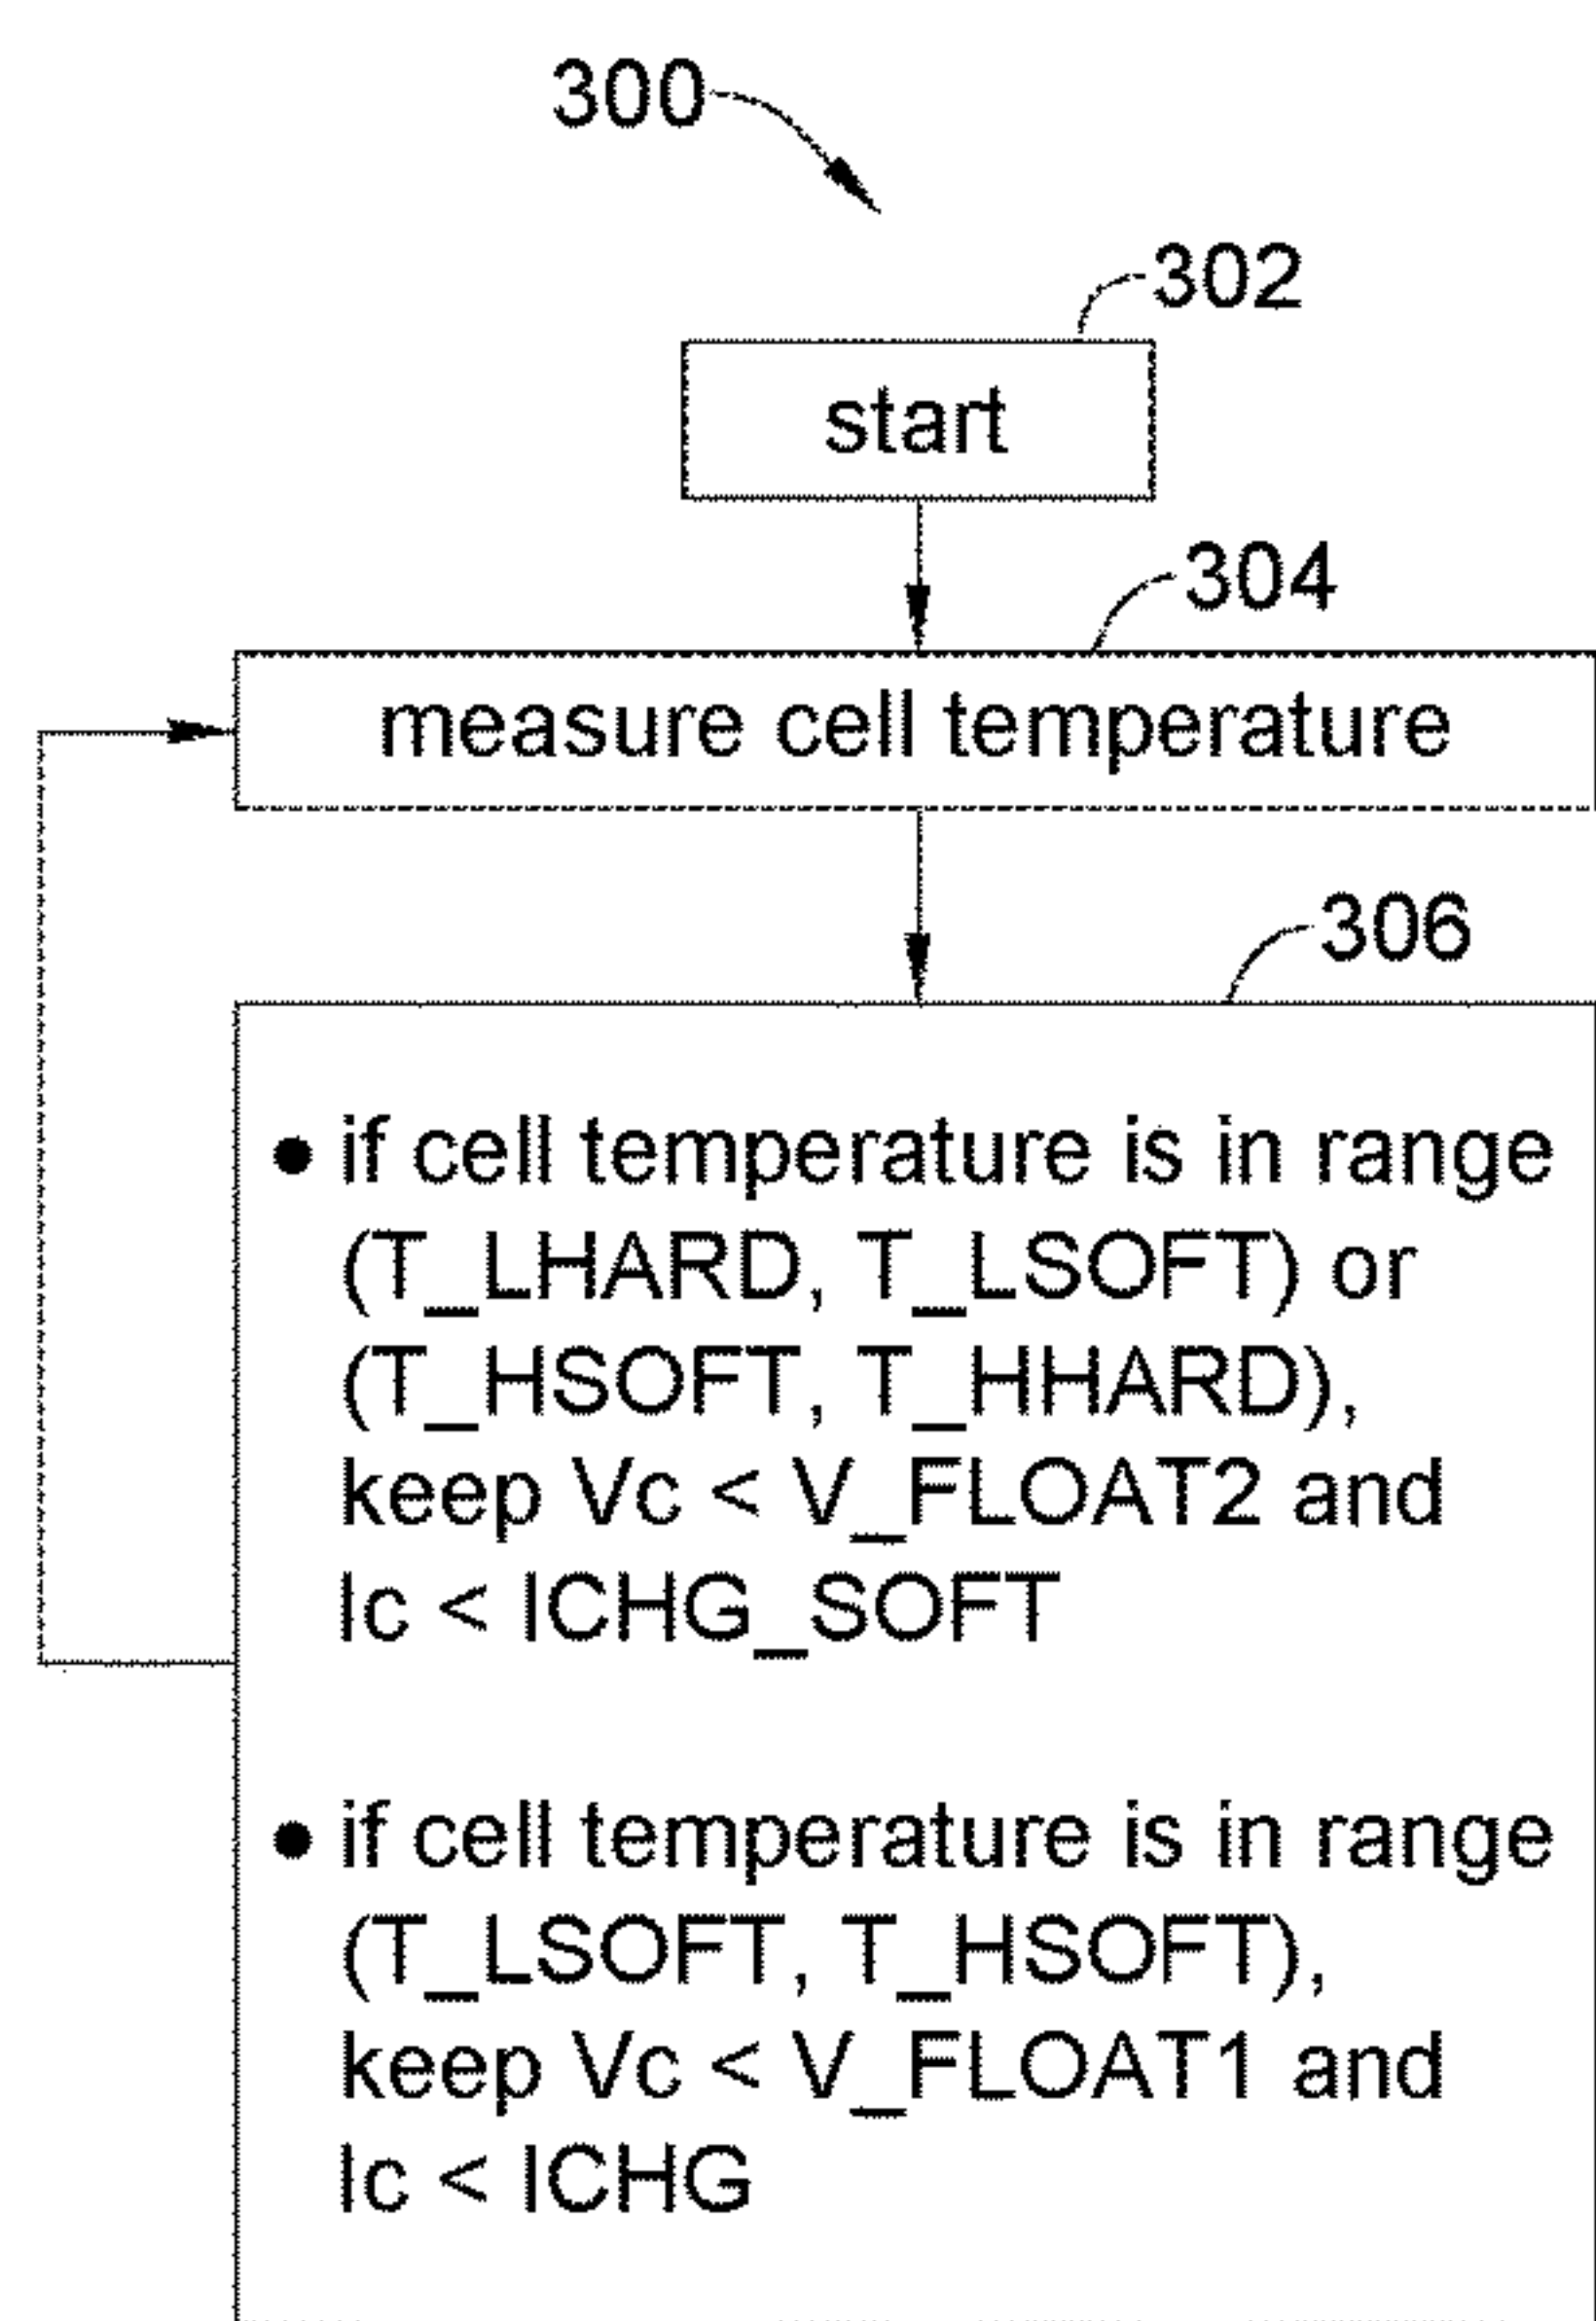 300
302
start
304
measure cell temperature
306
● if cell temperature is in range
(T_LHARD, T_LSOFT) or
(T_HSOFT, T_HHARD),
keep Vc < V_FLOAT2 and
Ic < ICHG_SOFT
● if cell temperature is in range
(T_LSOFT, T_HSOFT),
keep Vc < V_FLOAT1 and
Ic < ICHG